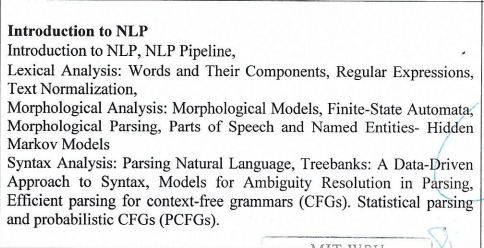 Introduction to NLP
Introduction to NLP, NLP Pipeline,
Lexical Analysis: Words and Their Components, Regular Expressions,
Text Normalization,
Morphological Analysis: Morphological Models, Finite-State Automata,
Morphological Parsing, Parts of Speech and Named Entities- Hidden
Markov Models
Syntax Analysis: Parsing Natural Language, Treebanks: A Data-Driven
Approach to Syntax, Models for Ambiguity Resolution in Parsing,
Efficient parsing for context-free grammars (CFGs). Statistical parsing
and probabilistic CFGs (PCFGs).